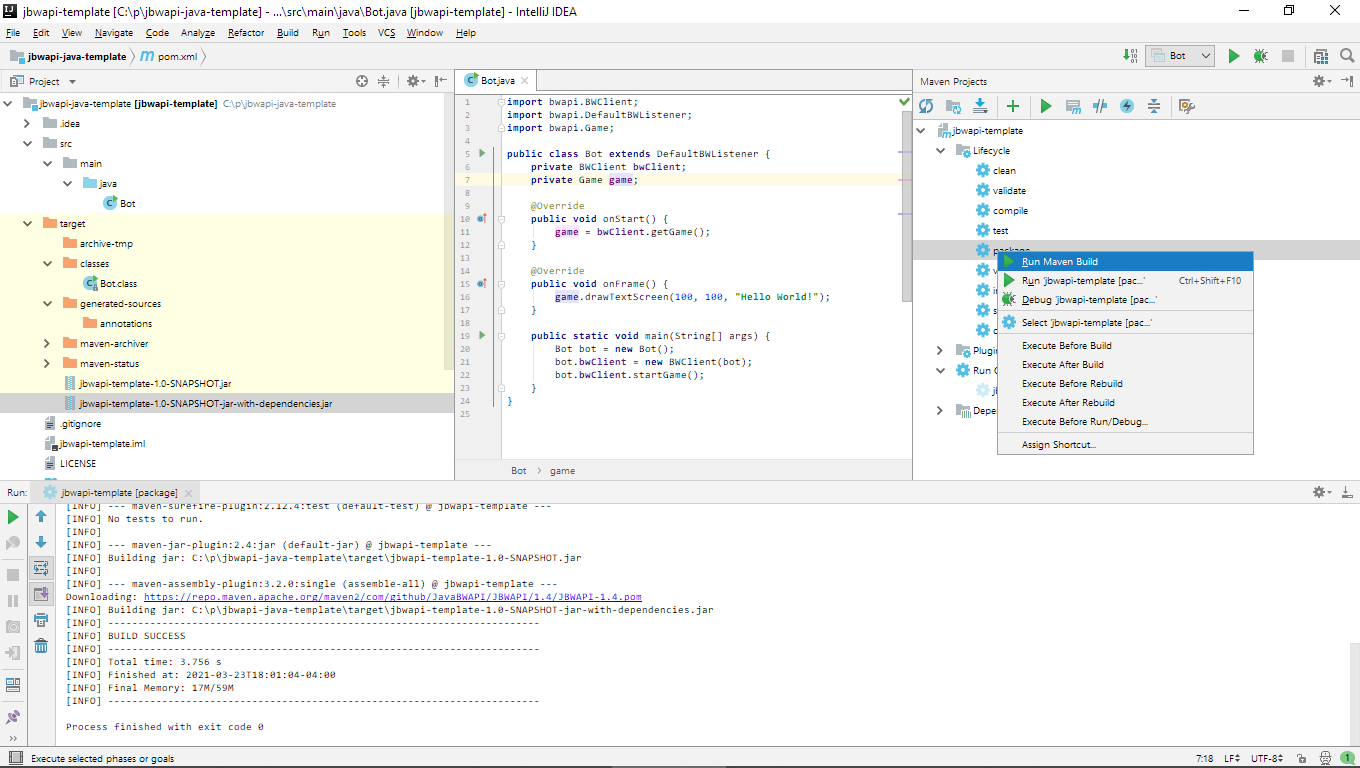 jbwapi-template [C:\p\jbwapi-java-template] - ...\src\main\java\Bot.java [jbwapi-template] - IntelliJ IDEA
File Edit View Navigate Code Analyze Refactor Build Run Tools VCS Window Help
jbwapi-java-template pom.xml Bot
Project
jbwapi-java-template [jbwapi-template] C:\p\jbwapi-java-template
.idea
src
main
java
Bot
target
archive-tmp
classes
Bot.class
generated-sources
annotations
maven-archiver
maven-status
jbwapi-template-1.0-SNAPSHOT.jar
jbwapi-template-1.0-SNAPSHOT-jar-with-dependencies.jar
.gitignore
jbwapi-template.iml
LICENSE
Bot.java
1 import bwapi.BWClient;
2 import bwapi.DefaultBWListener;
3 import bwapi.Game;
4
5 public class Bot extends DefaultBWListener {
6 private BWClient bwClient;
7 private Game game;
8
9 @Override
10 public void onStart() {
11 game = bwClient.getGame();
12 }
13
14 @Override
15 public void onFrame() {
16 game.drawTextScreen(100, 100, "Hello World!");
17 }
18
19 public static void main(String[] args) {
20 Bot bot = new Bot();
21 bot.bwClient = new BWClient(bot);
22 bot.bwClient.startGame();
23 }
24 }
25
Bot > game
Maven Projects
jbwapi-template
Lifecycle
clean
validate
compile
test
package
Run Maven Build
Run 'jbwapi-template [pac...' Ctrl+Shift+F10
Debug 'jbwapi-template [pac...'
Select 'jbwapi-template [pac...'
Execute Before Build
Execute After Build
Execute Before Rebuild
Execute After Rebuild
Execute Before Run/Debug...
Assign Shortcut...
Plugin
Run C
Depe
Run: jbwapi-template [package]
[INFO] --- maven-surefire-plugin:2.12.4:test (default-test) @ jbwapi-template ---
[INFO] No tests to run.
[INFO]
[INFO] --- maven-jar-plugin:2.4:jar (default-jar) @ jbwapi-template ---
[INFO] Building jar: C:\p\jbwapi-java-template\target\jbwapi-template-1.0-SNAPSHOT.jar
[INFO]
[INFO] --- maven-assembly-plugin:3.2.0:single (assemble-all) @ jbwapi-template ---
Downloading: https://repo.maven.apache.org/maven2/com/github/JavaBWAPI/JBWAPI/1.4/JBWAPI-1.4.pom
[INFO] Building jar: C:\p\jbwapi-java-template\target\jbwapi-template-1.0-SNAPSHOT-jar-with-dependencies.jar
[INFO] ------------------------------------------------------------------------
[INFO] BUILD SUCCESS
[INFO] ------------------------------------------------------------------------
[INFO] Total time: 3.756 s
[INFO] Finished at: 2021-03-23T18:01:04-04:00
[INFO] Final Memory: 17M/59M
[INFO] ------------------------------------------------------------------------
Process finished with exit code 0
Execute selected phases or goals 7:18 LF UTF-8 1